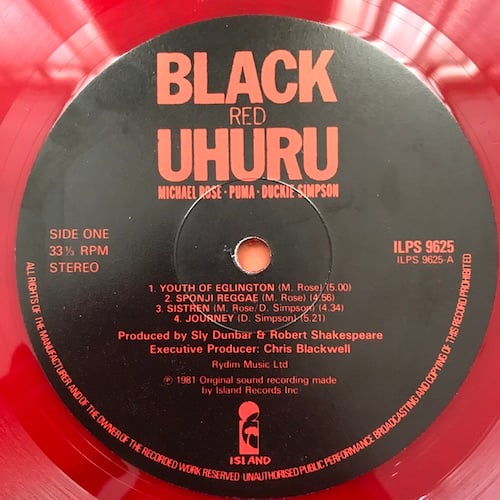 BLACK
RED
UHURU
MICHAEL ROSE · PUMA · DUCKIE SIMPSON
SIDE ONE
33⅓ RPM
STEREO
ILPS 9625
ILPS 9625-A
1. YOUTH OF EGLINGTON (M. Rose) (5.00)
2. SPONJI REGGAE (M. Rose) (4.56)
3. SISTREN (M. Rose/D. Simpson) (4.34)
4. JOURNEY (D. Simpson) (5.21)
Produced by Sly Dunbar & Robert Shakespeare
Executive Producer: Chris Blackwell
Rydim Music Ltd
℗ 1981 Original sound recording made
by Island Records Inc
ISLAND
ALL RIGHTS OF THE MANUFACTURER AND OF THE OWNER OF THE RECORDED WORK RESERVED UNAUTHORISED PUBLIC PERFORMANCE BROADCASTING AND COPYING OF THIS RECORD PROHIBITED